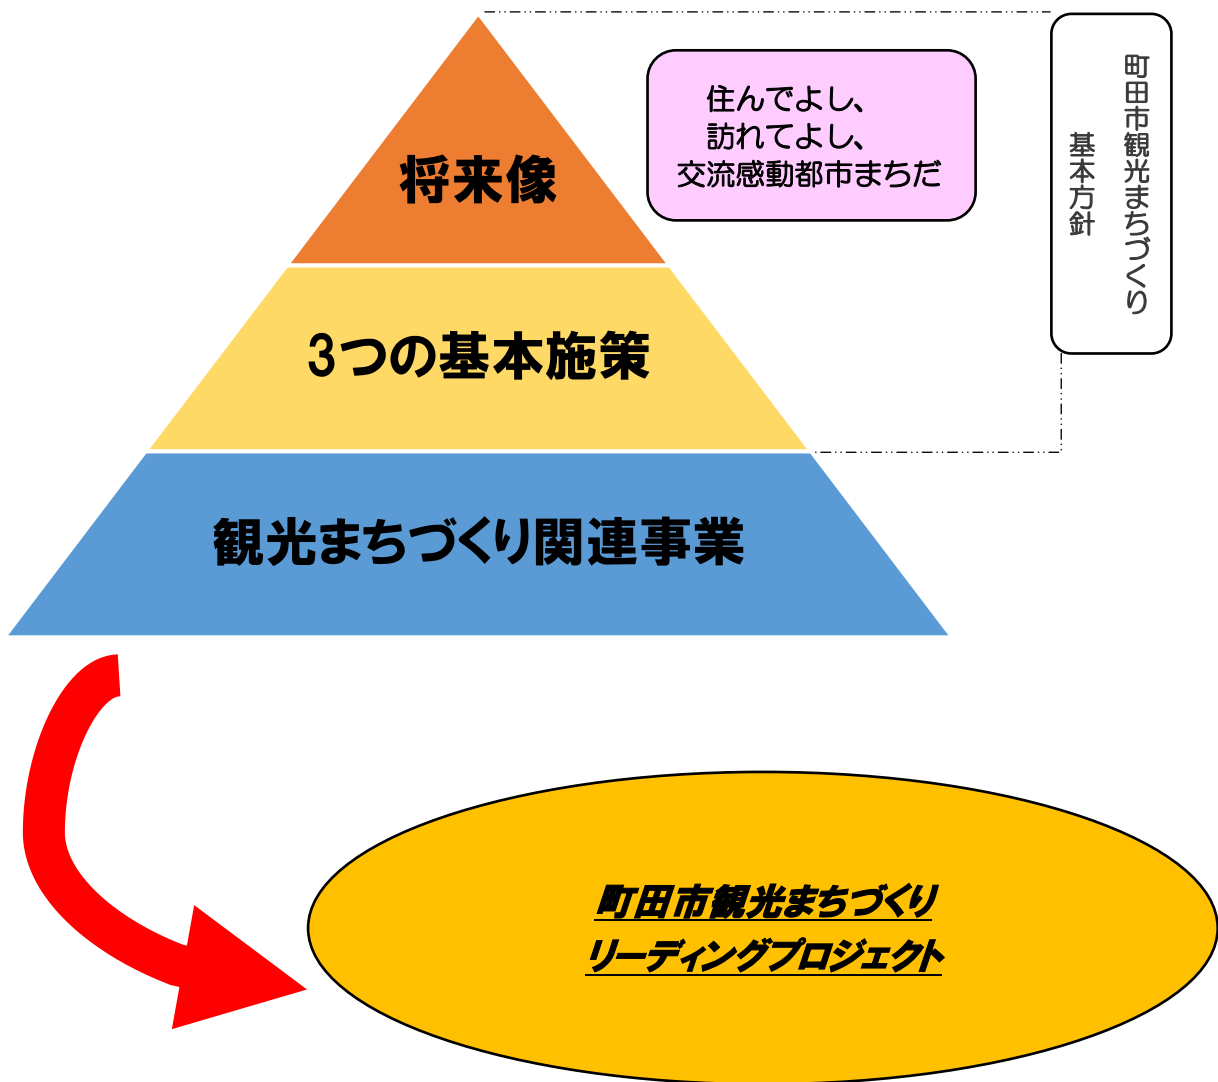 将来像
住んでよし、
訪れてよし、
交流感動都市まちだ
町田市観光まちづくり
基本方針
3つの基本施策
観光まちづくり関連事業
町田市観光まちづくり
リーディングプロジェクト